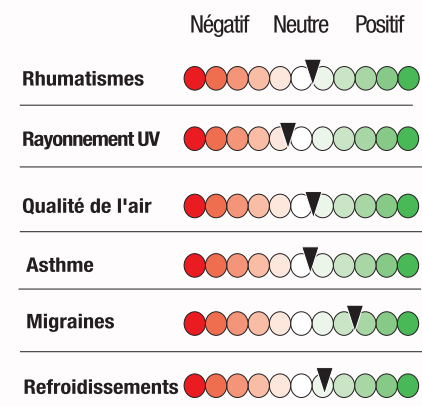 Négatif Neutre Positif
Rhumatismes
Rayonnement UV
Qualité de l'air
Asthme
Migraines
Refroidissements